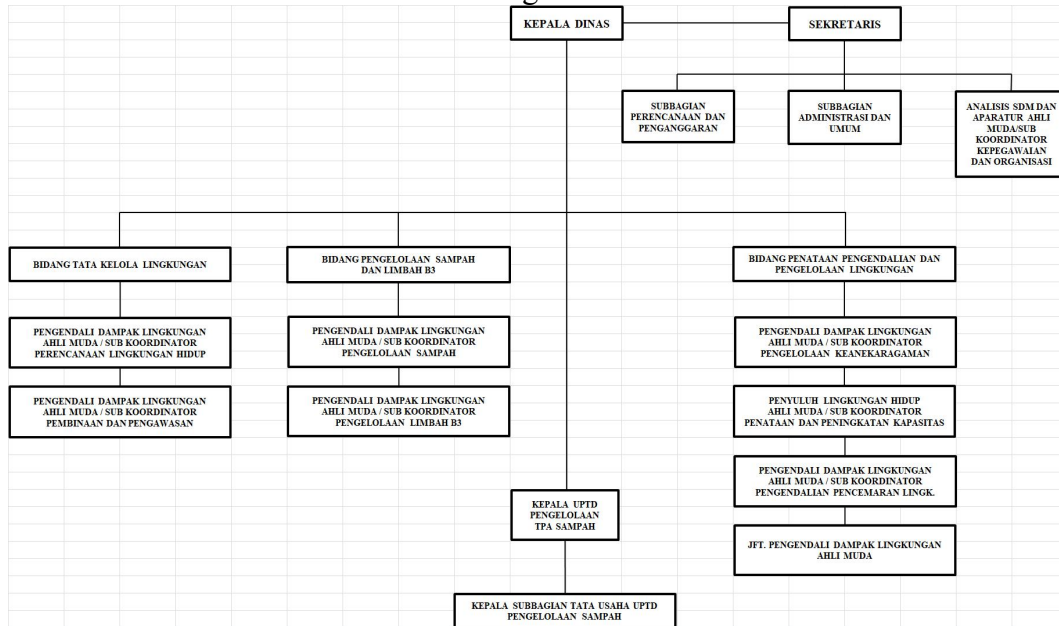 KEPALA DINAS
SEKRETARIS
SUBBAGIAN
PERENCANAAN DAN
PENGANGGARAN
SUBBAGIAN
ADMINISTRASI DAN
UMUM
ANALISIS SDM DAN
APARATUR AHLI
MUDA/SUB
KOORDINATOR
KEPEGAWAIAN
DAN ORGANISASI
BIDANG TATA KELOLA LINGKUNGAN
BIDANG PENGELOLAAN SAMPAH
DAN LIMBAH B3
BIDANG PENATAAN PENGENDALIAN DAN
PENGELOLAAN LINGKUNGAN
PENGENDALI DAMPAK LINGKUNGAN
AHLI MUDA / SUB KOORDINATOR
PERENCANAAN LINGKUNGAN HIDUP
PENGENDALI DAMPAK LINGKUNGAN
AHLI MUDA / SUB KOORDINATOR
PENGELOLAAN SAMPAH
PENGENDALI DAMPAK LINGKUNGAN
AHLI MUDA / SUB KOORDINATOR
PENGELOLAAN KEANEKARAGAMAN
PENGENDALI DAMPAK LINGKUNGAN
AHLI MUDA / SUB KOORDINATOR
PEMBINAAN DAN PENGAWASAN
PENGENDALI DAMPAK LINGKUNGAN
AHLI MUDA / SUB KOORDINATOR
PENGELOLAAN LIMBAH B3
PENYULUH LINGKUNGAN HIDUP
AHLI MUDA / SUB KOORDINATOR
PENATAAN DAN PENINGKATAN KAPASITAS
PENGENDALI DAMPAK LINGKUNGAN
AHLI MUDA / SUB KOORDINATOR
PENGENDALIAN PENCEMARAN LINGK.
KEPALA UPTD
PENGELOLAAN
TPA SAMPAH
JFT. PENGENDALI DAMPAK LINGKUNGAN
AHLI MUDA
KEPALA SUBBAGIAN TATA USAHA UPTD
PENGELOLAAN SAMPAH